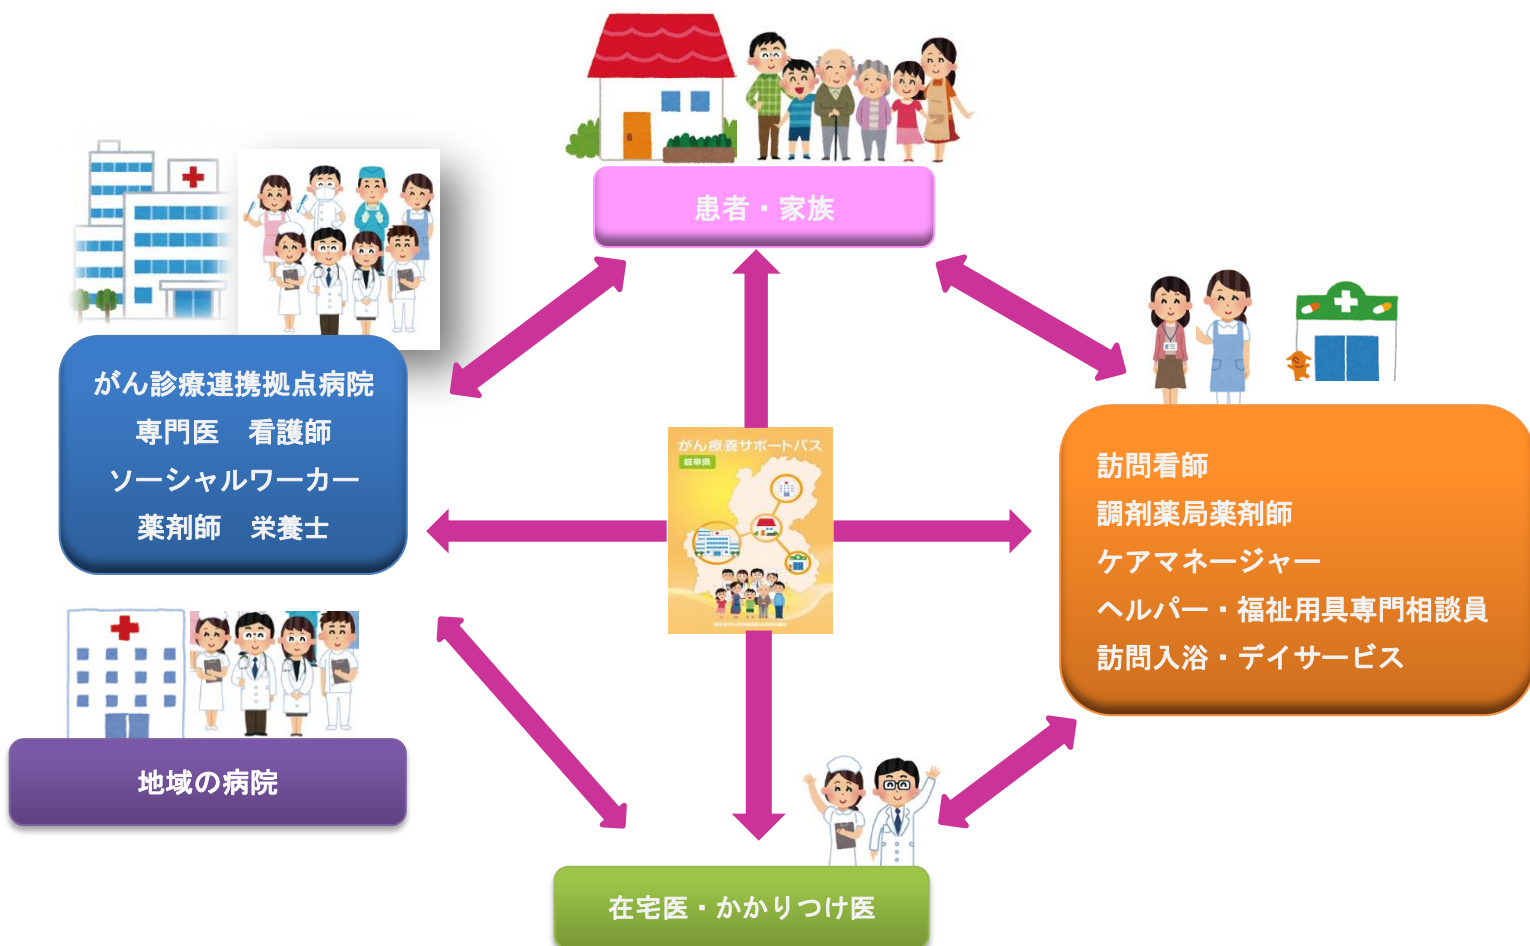 患者・家族
がん診療連携拠点病院
専門医　看護師
ソーシャルワーカー
薬剤師　栄養士
地域の病院
がん療養サポートパス
岐阜県
訪問看師
調剤薬局薬剤師
ケアマネージャー
ヘルパー・福祉用具専門相談員
訪問入浴・デイサービス
在宅医・かかりつけ医